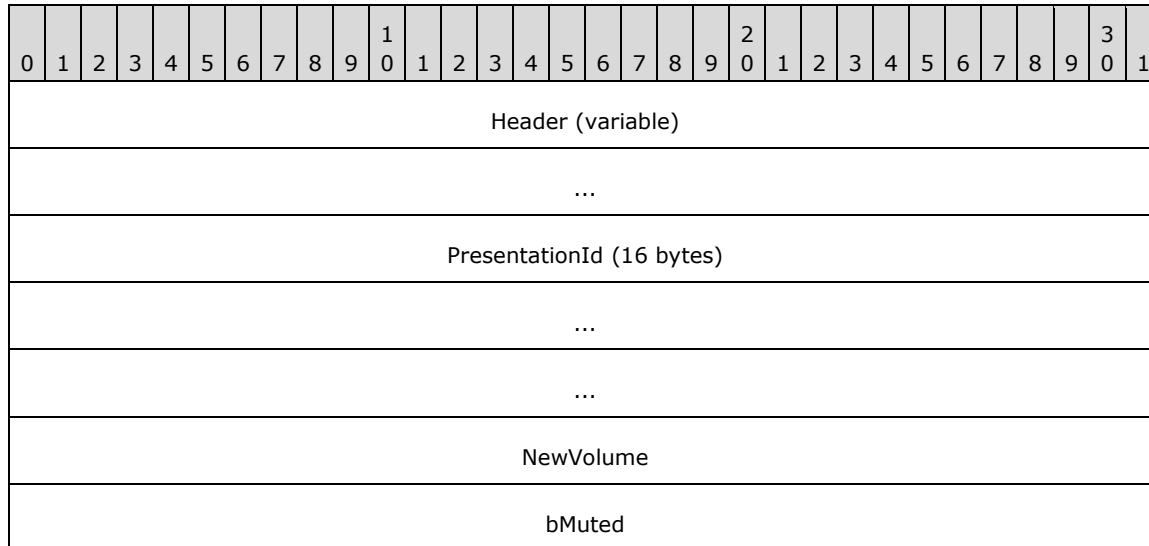 1 2 3
0 1 2 3 4 5 6 7 8 9 0 1 2 3 4 5 6 7 8 9 0 1 2 3 4 5 6 7 8 9 0 1
Header (variable)
...
PresentationId (16 bytes)
...
...
NewVolume
bMuted